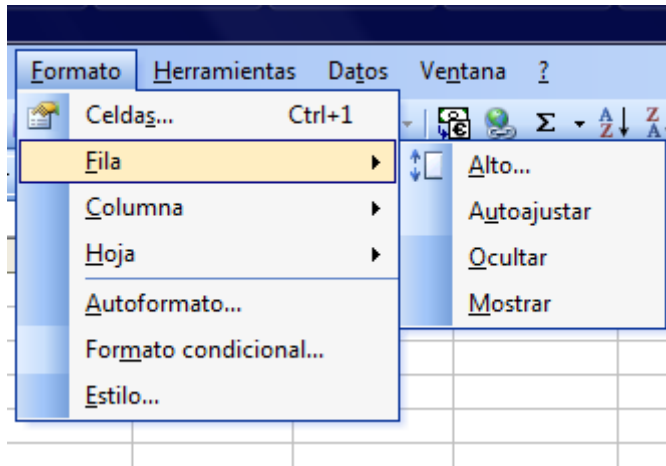 Formato Herramientas Datos Ventana ?
Celdas... Ctrl+1
Fila
Columna
Hoja
Autoformato...
Formato condicional...
Estilo...
Σ A Z Z A
Alto...
Autoajustar
Ocultar
Mostrar